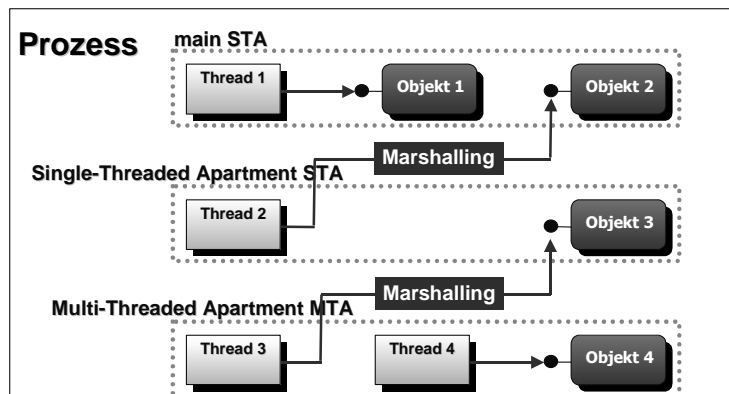 Prozess
main STA
Thread 1
Objekt 1
Objekt 2
Marshalling
Single-Threaded Apartment STA
Thread 2
Objekt 3
Marshalling
Multi-Threaded Apartment MTA
Thread 3
Thread 4
Objekt 4